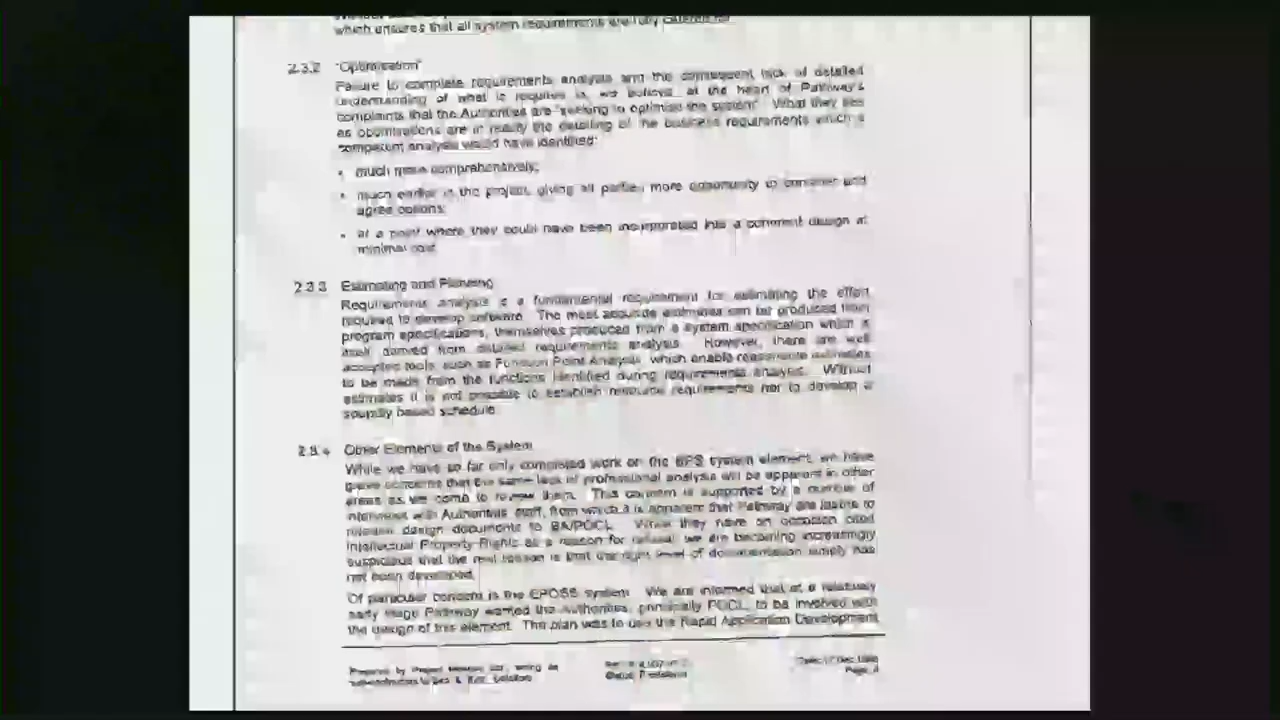 which ensures that all system requirements are fully catered for
2.3.2 "Optimisation"
Failure to complete requirements analysis and the consequent lack of detailed
understanding of what is required is, we believe, at the heart of Pathway's
complaints that the Authorities are "seeking to optimise the system". What they see
as optimisations are in reality the detailing of the business requirements which a
competent analysis would have identified:
• much more comprehensively;
• much earlier in the project, giving all parties more opportunity to consider and
agree options;
• at a point where they could have been incorporated into a coherent design at
minimal cost
2.3.3 Estimating and Planning
Requirements analysis is a fundamental requirement for estimating the effort
required to develop software. The most accurate estimates can be produced from
program specifications, themselves produced from a system specification which is
itself derived from detailed requirements analysis. However, there are well
accepted tools, such as Function Point Analysis, which enable reasonable estimates
to be made from the functions identified during requirements analysis. Without
estimates it is not possible to establish resource requirements nor to develop a
soundly based schedule.
2.3.4 Other Elements of the System
While we have so far only completed work on the EPS system element, we have
grave concerns that the same lack of professional analysis will be apparent in other
areas as we come to review them. This concern is supported by a number of
interviews with Authorities' staff, from which it is apparent that Pathway are
release design documents to BA/POCL. While they have on occasion cited
Intellectual Property Rights as a reason for refusal, we are becoming increasingly
suspicious that the real reason is that the right level of documentation simply has
not been developed.
Of particular concern is the EPOSS system. We are informed that at a relatively
early stage Pathway wanted the Authorities, principally POCL, to be involved with
the design of this element. The plan was to use the Rapid Application Development
Prepared by Project